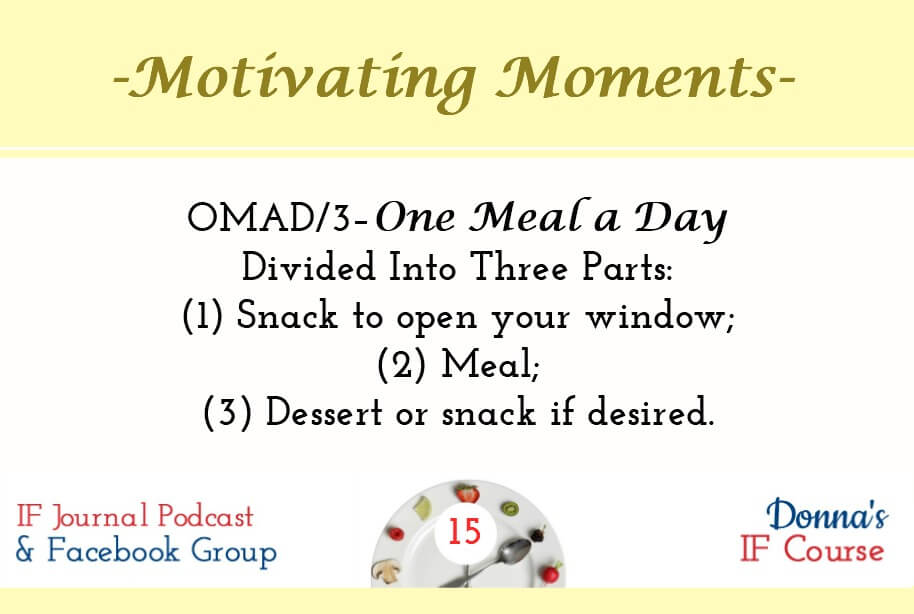 -Motivating Moments-
OMAD/3-One Meal a Day
Divided Into Three Parts:
(1) Snack to open your window;
(2) Meal;
(3) Dessert or snack if desired.
IF Journal Podcast
& Facebook Group
15
Donna's
IF Course